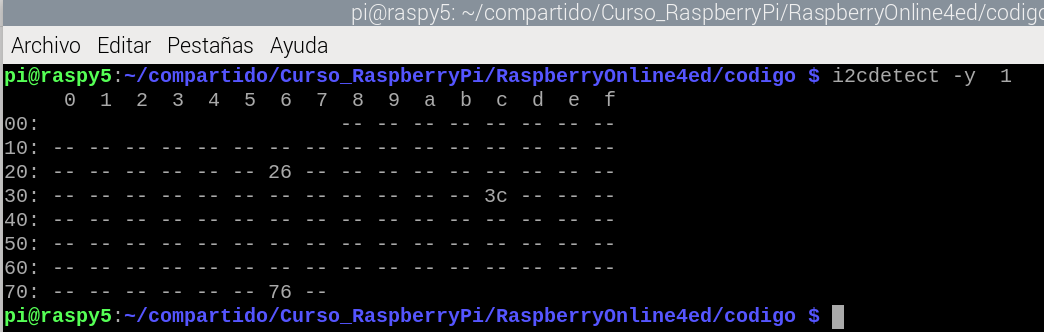 pi@raspy5: ~/compartido/Curso_RaspberryPi/RaspberryOnline4ed/codigo
Archivo Editar Pestañas Ayuda
pi@raspy5:~/compartido/Curso_RaspberryPi/RaspberryOnline4ed/codigo $ i2cdetect -y  1
     0  1  2  3  4  5  6  7  8  9  a  b  c  d  e  f
00:                         -- -- -- -- -- -- -- --
10: -- -- -- -- -- -- -- -- -- -- -- -- -- -- -- --
20: -- -- -- -- -- -- 26 -- -- -- -- -- -- -- -- --
30: -- -- -- -- -- -- -- -- -- -- -- -- 3c -- -- --
40: -- -- -- -- -- -- -- -- -- -- -- -- -- -- -- --
50: -- -- -- -- -- -- -- -- -- -- -- -- -- -- -- --
60: -- -- -- -- -- -- -- -- -- -- -- -- -- -- -- --
70: -- -- -- -- -- -- 76 --
pi@raspy5:~/compartido/Curso_RaspberryPi/RaspberryOnline4ed/codigo $